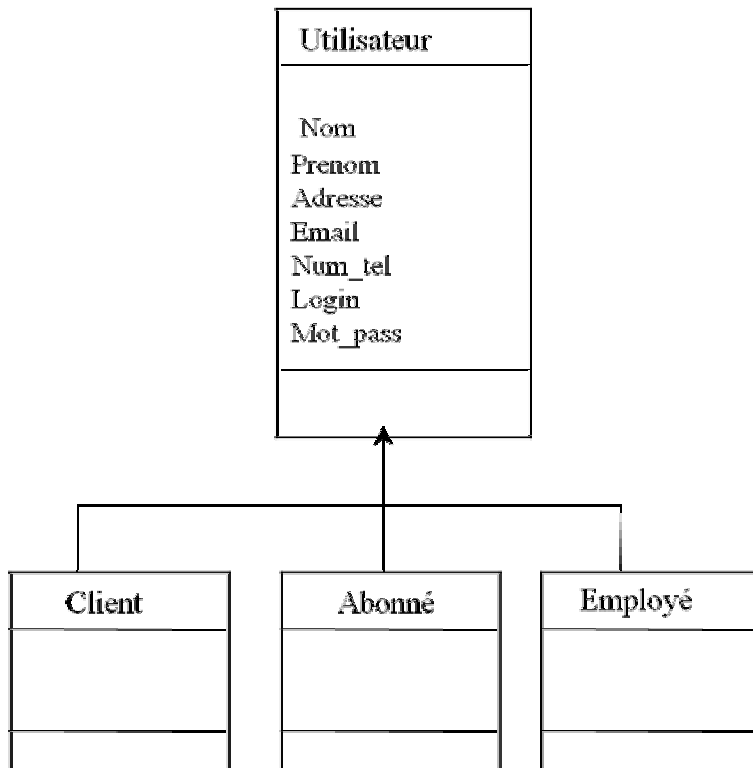 Utilisateur
Nom
Prenom
Adresse
Email
Num_tel
Login
Mot_pass
Client
Abonné
Employé